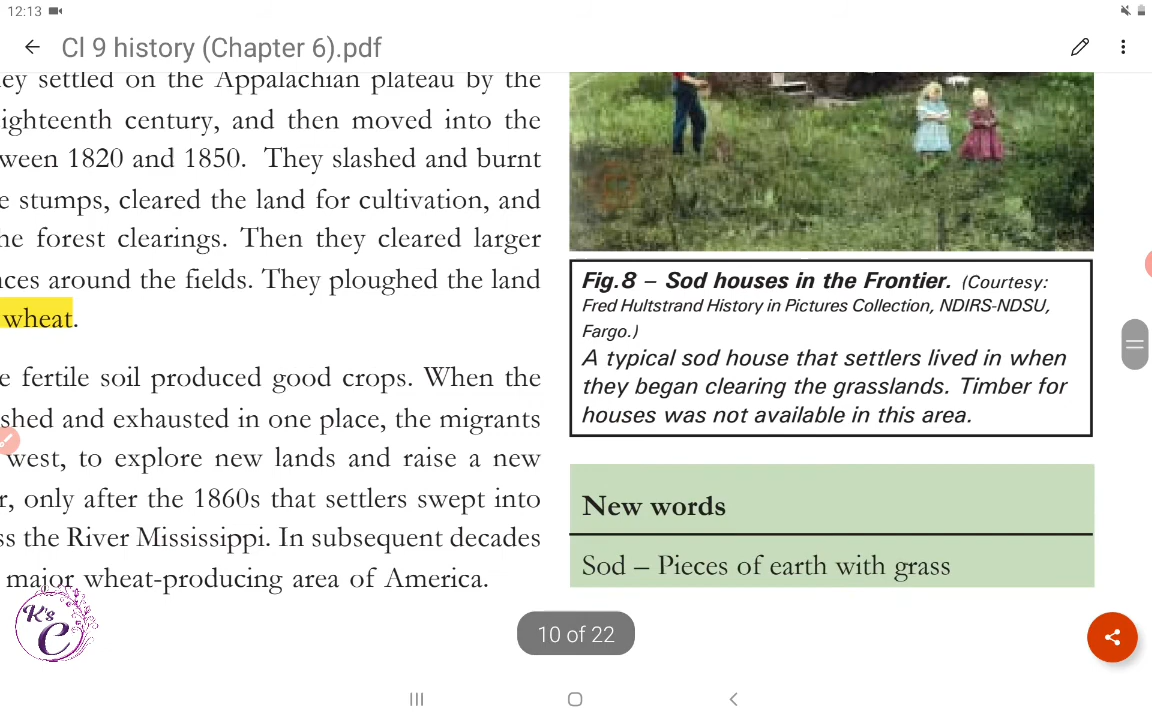 12:13
Cl 9 history (Chapter 6).pdf
ey settled on the Appalachian plateau by the
ighteenth century, and then moved into the
ween 1820 and 1850. They slashed and burnt
e stumps, cleared the land for cultivation, and
he forest clearings. Then they cleared larger
nces around the fields. They ploughed the land
wheat.
e fertile soil produced good crops. When the
shed and exhausted in one place, the migrants
west, to explore new lands and raise a new
r, only after the 1860s that settlers swept into
ss the River Mississippi. In subsequent decades
major wheat-producing area of America.
Fig.8 – Sod houses in the Frontier. (Courtesy:
Fred Hultstrand History in Pictures Collection, NDIRS-NDSU,
Fargo.)
A typical sod house that settlers lived in when
they began clearing the grasslands. Timber for
houses was not available in this area.
New words
Sod – Pieces of earth with grass
K's
C
10 of 22